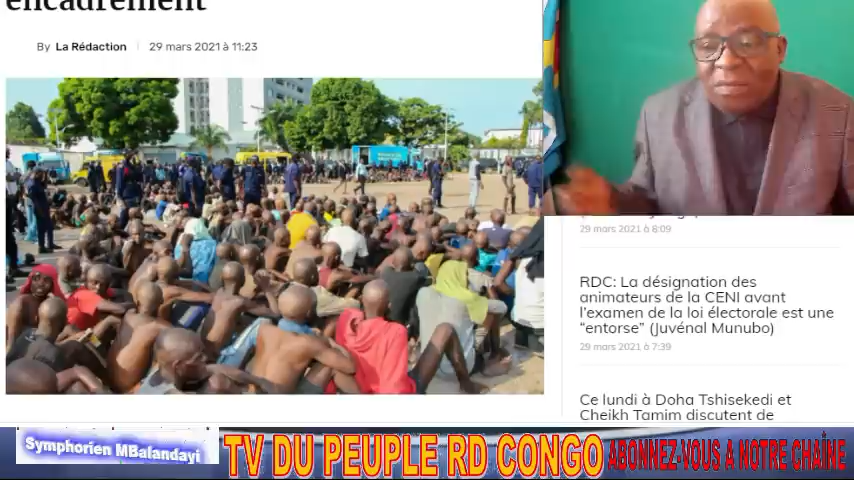 encadrement
By La Rédaction 29 mars 2021 à 11:23
29 mars 2021 à 8:09
RDC: La désignation des
animateurs de la CENI avant
l'examen de la loi électorale est une
"entorse" (Juvénal Munubo)
29 mars 2021 à 7:39
Ce lundi à Doha Tshisekedi et
Cheikh Tamim discutent de
Symphorien MBalandayi
TV DU PEUPLE RD CONGO
ABONNEZ-VOUS A NOTRE CHAÎNE